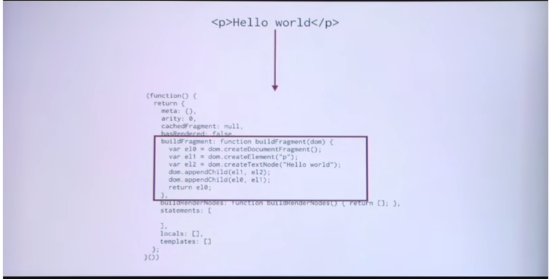 <p>Hello world</p>
(function() {
return {
meta: {},
arity: 0,
cachedFragment: null,
hasRendered: false,
buildFragment: function buildFragment(dom) {
var el0 = dom.createDocumentFragment();
var el1 = dom.createElement("p");
var el2 = dom.createTextNode("Hello world");
dom.appendChild(el1, el2);
dom.appendChild(el0, el1);
return el0;
},
buildRenderNodes: function buildRenderNodes() { return []; },
statements: [
],
locals: [],
templates: []
};
}())